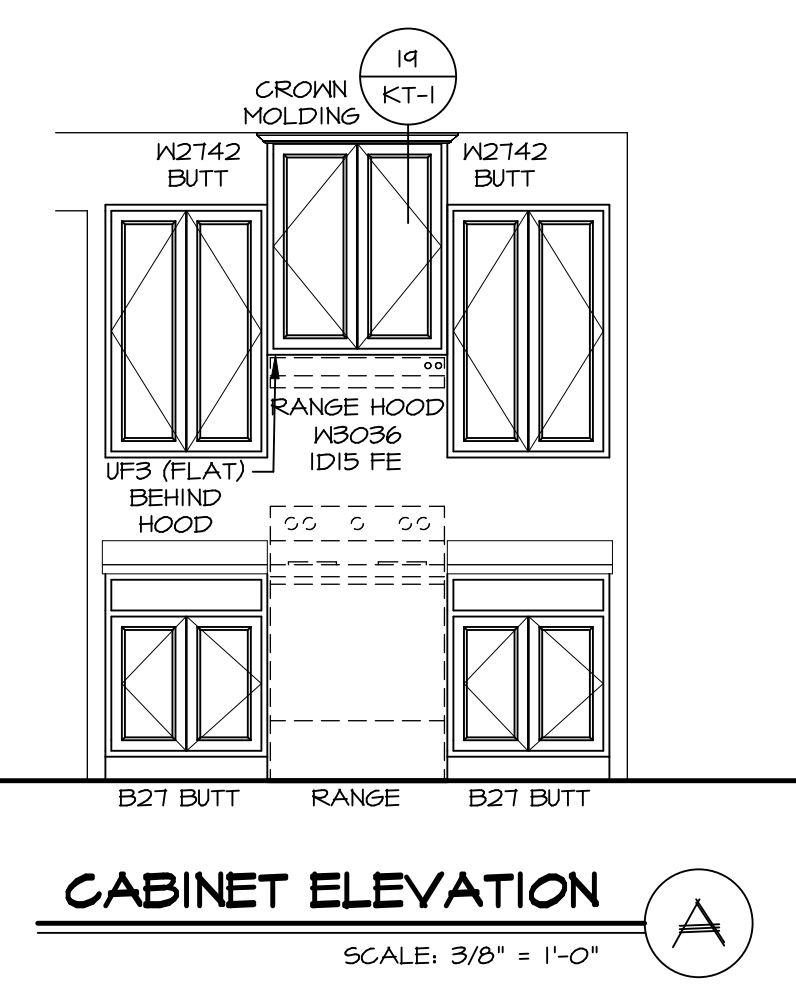 19
KT-1
CROWN
MOLDING
W2742
BUTT
W2742
BUTT
RANGE HOOD
W3036
1D15 FE
UF3 (FLAT)
BEHIND
HOOD
B27 BUTT
RANGE
B27 BUTT
CABINET ELEVATION
A
SCALE: 3/8" = 1'-0"